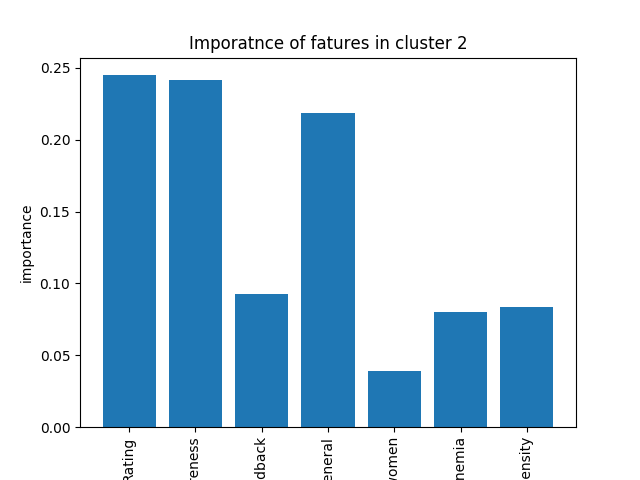 Imporatnce of fatures in cluster 2
importance
0.25
0.20
0.15
0.10
0.05
0.00
Rating
reness
dback
eneral
women
nemia
ensity